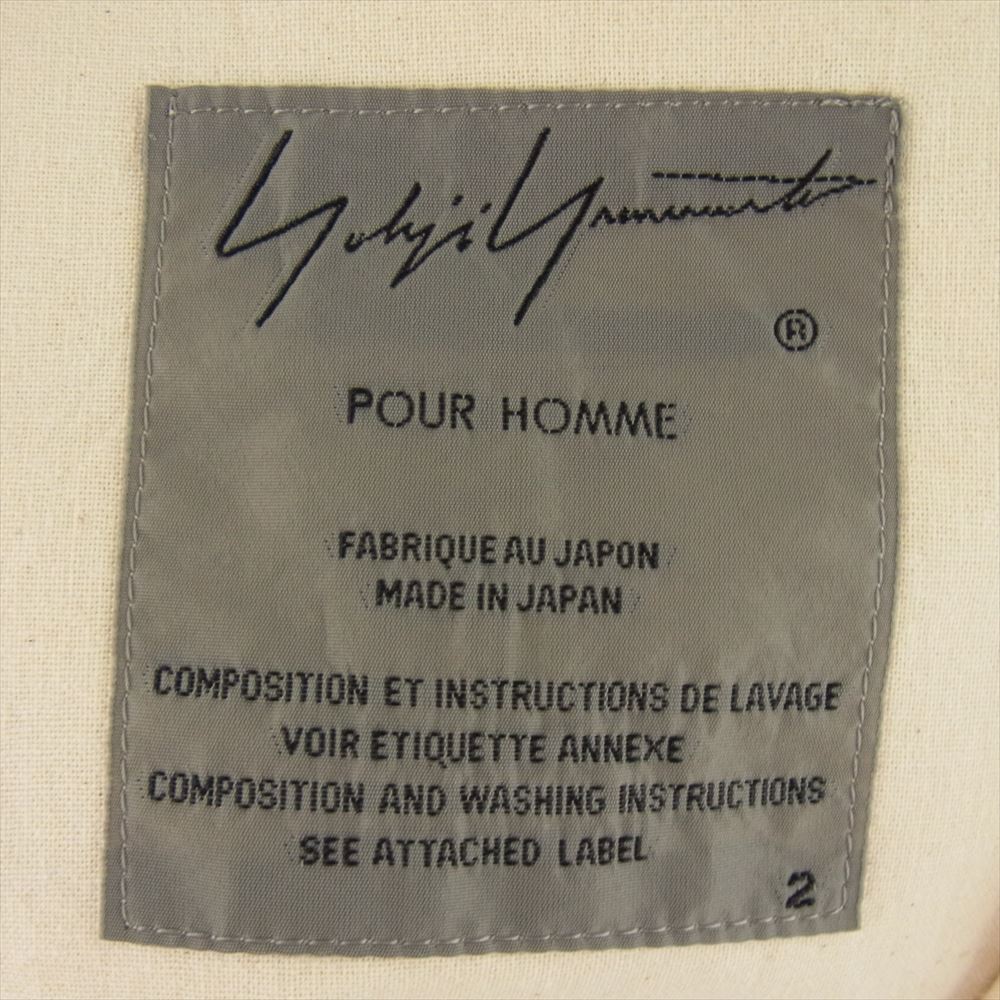 Yohji Yamamoto
®
POUR HOMME
FABRIQUE AU JAPON
MADE IN JAPAN
COMPOSITION ET INSTRUCTIONS DE LAVAGE
VOIR ETIQUETTE ANNEXE
COMPOSITION AND WASHING INSTRUCTIONS
SEE ATTACHED LABEL
2